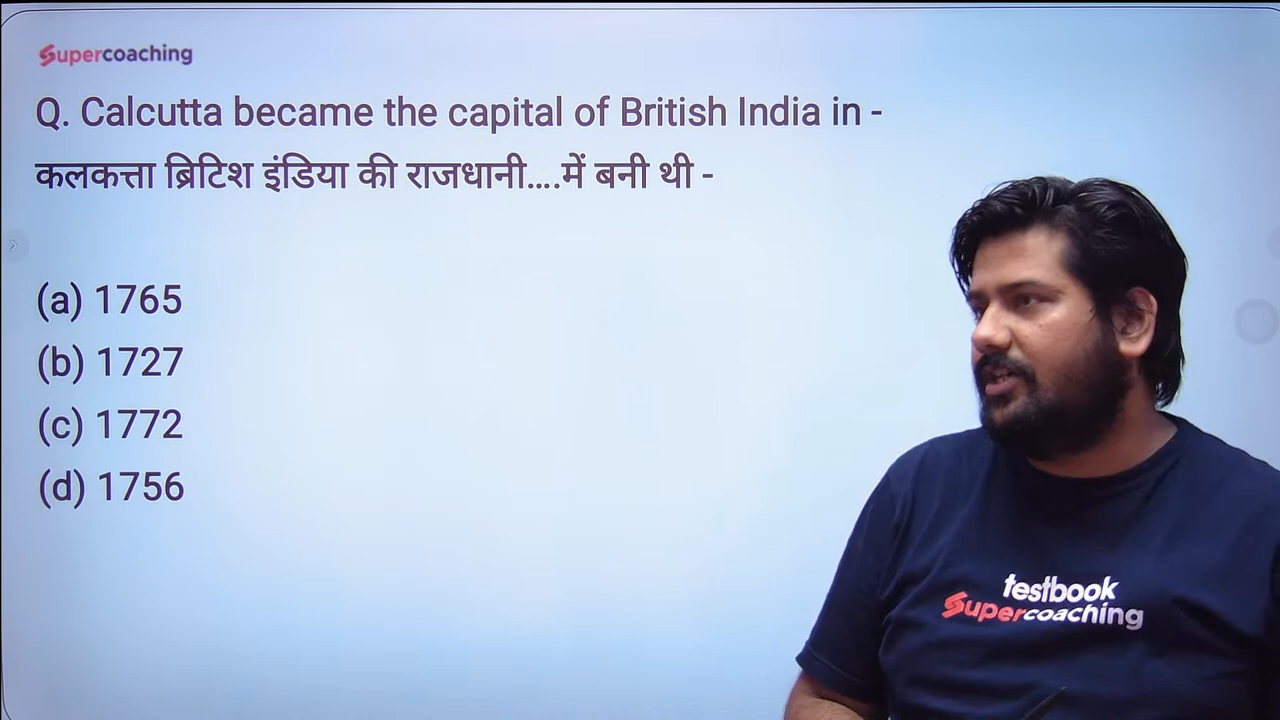 Supercoaching
Q. Calcutta became the capital of British India in -
कलकत्ता ब्रिटिश इंडिया की राजधानी....में बनी थी -
(a) 1765
(b) 1727
(c) 1772
(d) 1756
testbook
Supercoaching